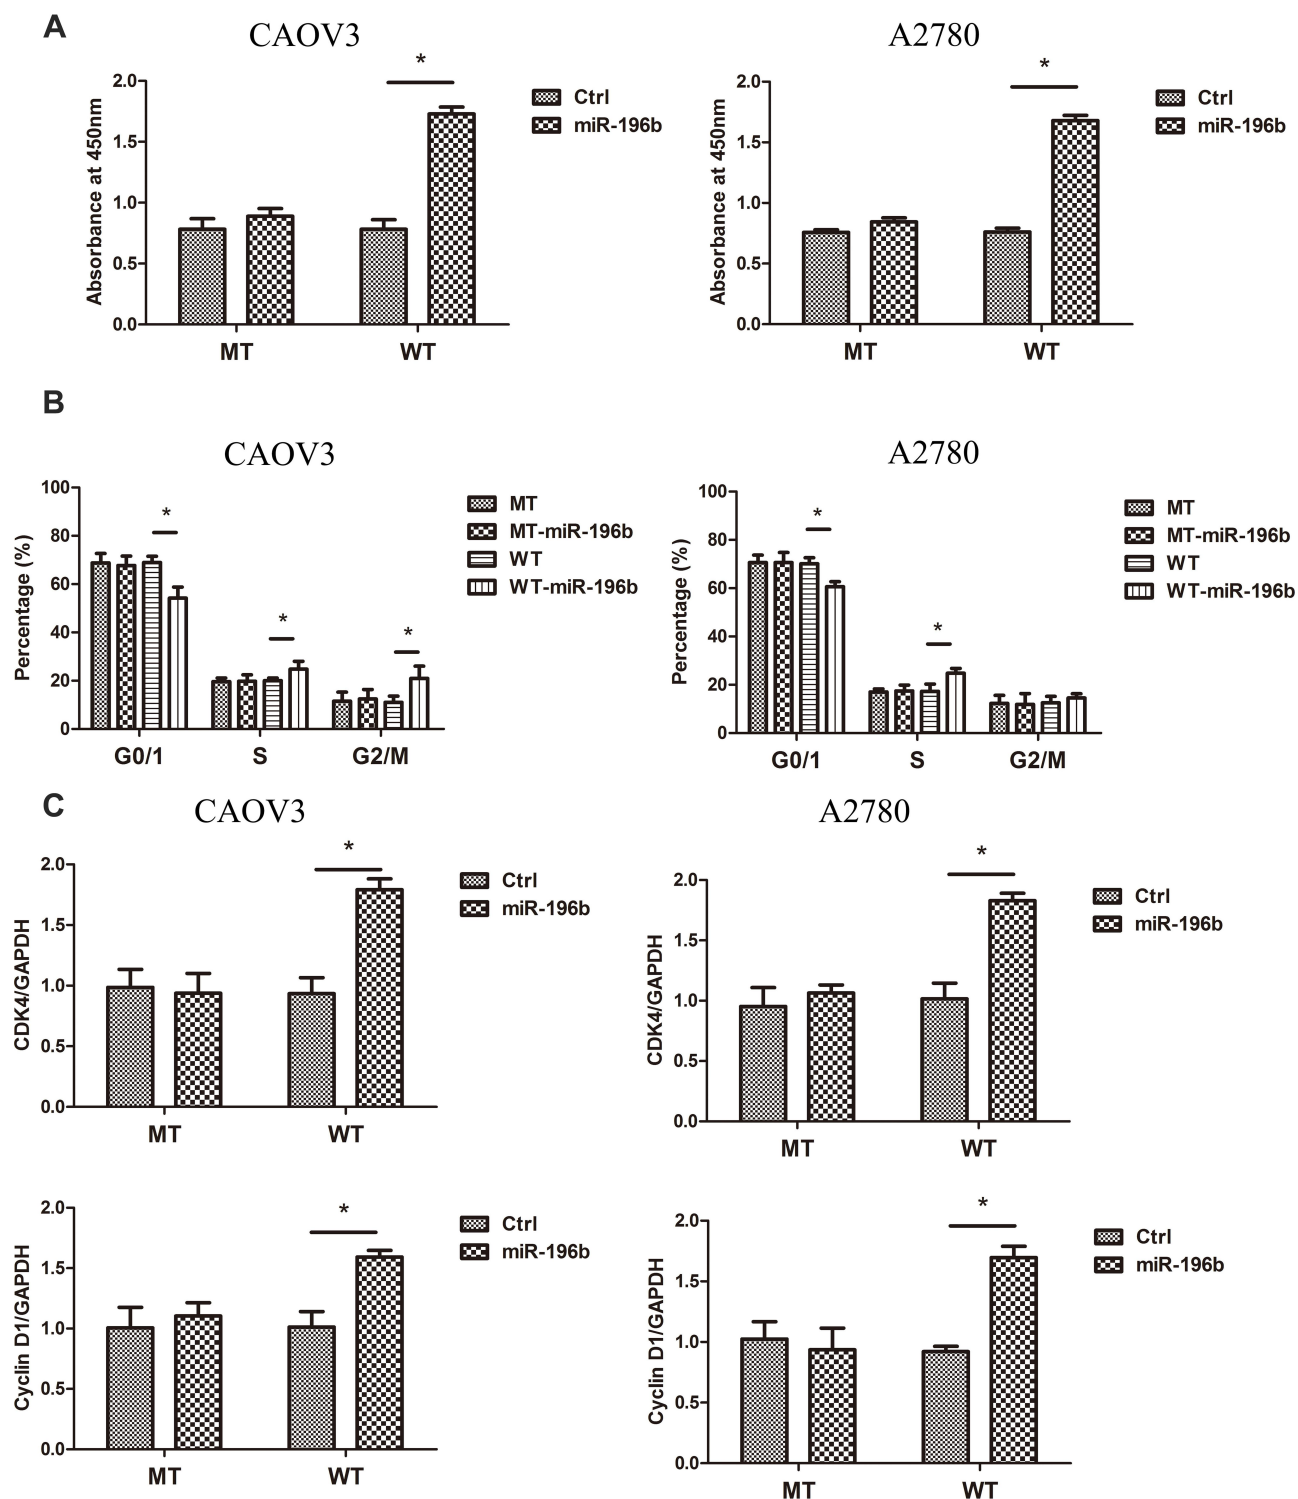 A
CAOV3
A2780
*
*
2.0
1.5
1.0
0.5
0.0
Absorbance at 450nm
MT
WT
Ctrl
miR-196b
2.0
1.5
1.0
0.5
0.0
Absorbance at 450nm
MT
WT
Ctrl
miR-196b
B
CAOV3
A2780
100
80
60
40
20
0
Percentage (%)
*
*
*
G0/1
S
G2/M
MT
MT-miR-196b
WT
WT-miR-196b
100
80
60
40
20
0
Percentage (%)
*
*
G0/1
S
G2/M
MT
MT-miR-196b
WT
WT-miR-196b
C
CAOV3
A2780
*
2.0
1.5
1.0
0.5
0.0
CDK4/GAPDH
MT
WT
Ctrl
miR-196b
*
2.0
1.5
1.0
0.5
0.0
CDK4/GAPDH
MT
WT
Ctrl
miR-196b
*
2.0
1.5
1.0
0.5
0.0
Cyclin D1/GAPDH
MT
WT
Ctrl
miR-196b
*
2.0
1.5
1.0
0.5
0.0
Cyclin D1/GAPDH
MT
WT
Ctrl
miR-196b